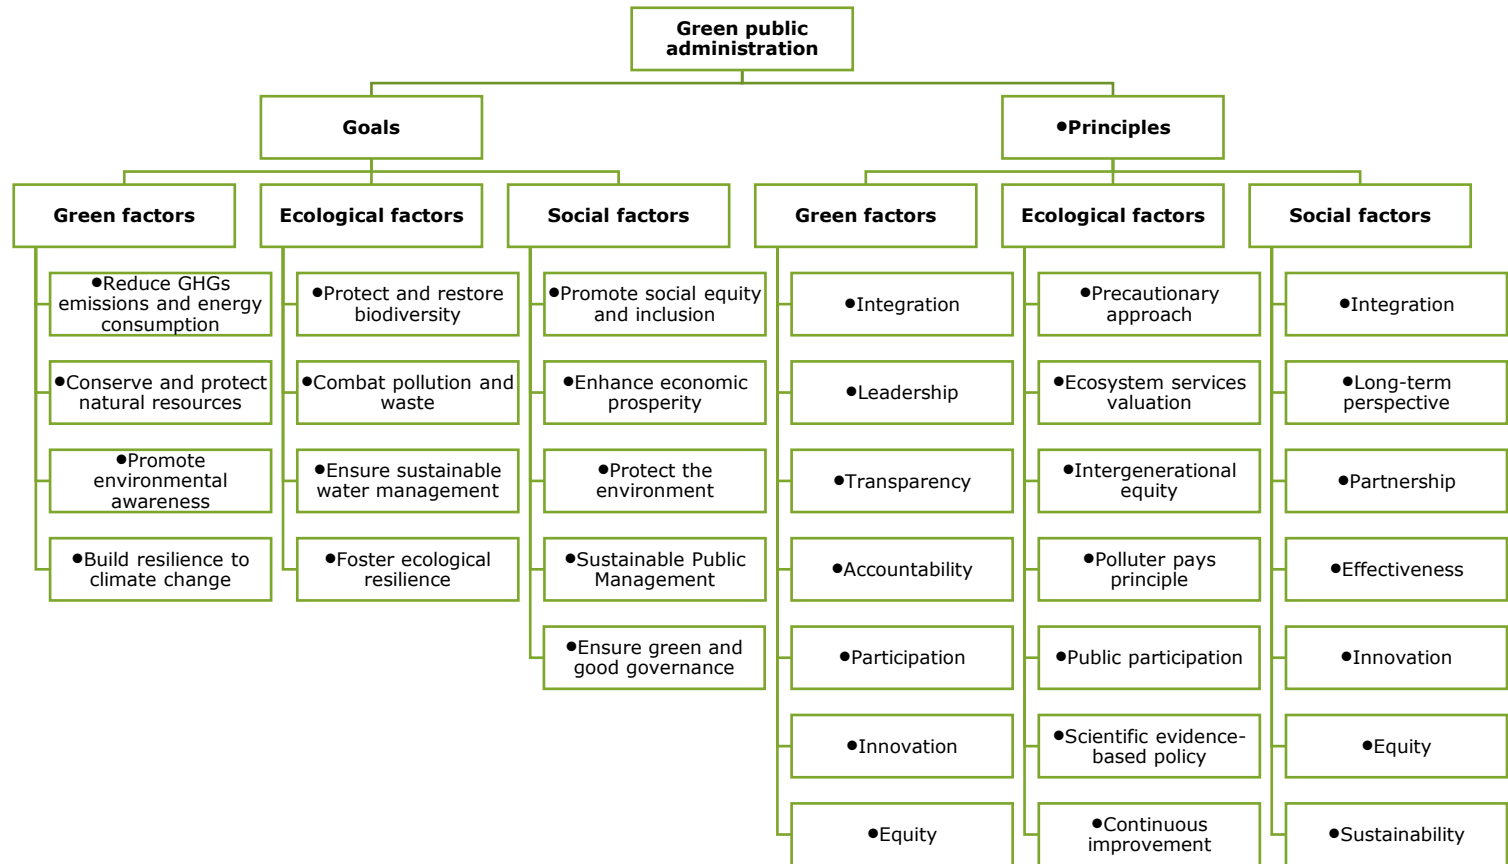 Green public
administration
Goals
●Principles
Green factors
Ecological factors
Social factors
Green factors
Ecological factors
Social factors
●Reduce GHGs
emissions and energy
consumption
●Conserve and protect
natural resources
●Promote
environmental
awareness
●Build resilience to
climate change
●Protect and restore
biodiversity
●Combat pollution and
waste
●Ensure sustainable
water management
●Foster ecological
resilience
●Promote social equity
and inclusion
●Enhance economic
prosperity
●Protect the
environment
●Sustainable Public
Management
●Ensure green and
good governance
●Integration
●Leadership
●Transparency
●Accountability
●Participation
●Innovation
●Equity
●Precautionary
approach
●Ecosystem services
valuation
●Intergenerational
equity
●Polluter pays
principle
●Public participation
●Scientific evidence-
based policy
●Continuous
improvement
●Integration
●Long-term
perspective
●Partnership
●Effectiveness
●Innovation
●Equity
●Sustainability